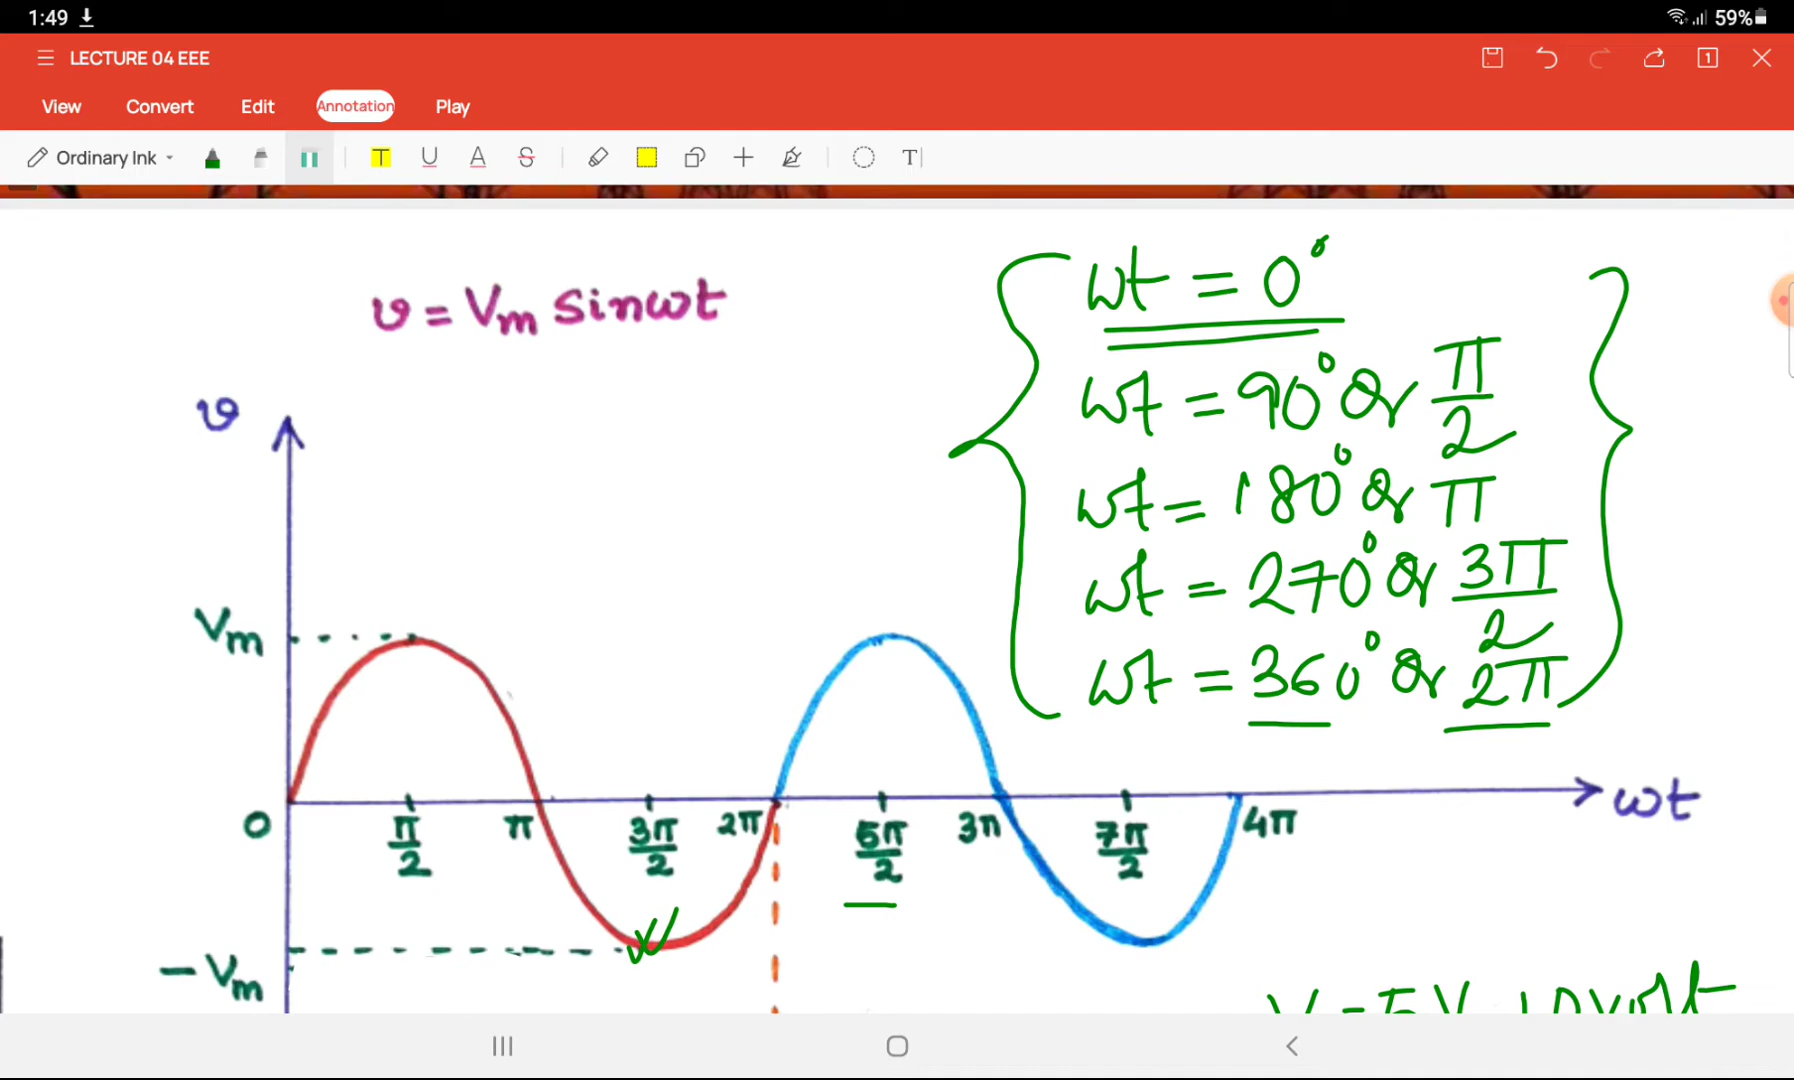 1:49 59%
LECTURE 04 EEE
1
View Convert Edit Annotation Play
Ordinary Ink T U A S T
v = Vm sinωt
ωt = 0°
ωt = 90° or π/2
ωt = 180° or π
ωt = 270° or 3π/2
ωt = 360° or 2π
v
Vm
0 π/2 π 3π/2 2π 5π/2 3π 7π/2 4π ωt
-Vm